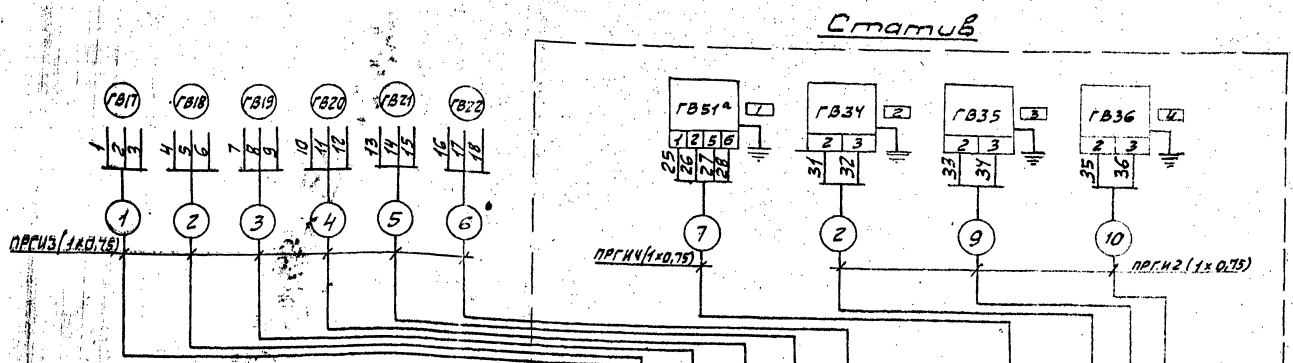 Статив
ГВ17 ГВ18 ГВ19 ГВ20 ГВ21 ГВ22
ГВ51а 1 ГВ34 2 ГВ35 3 ГВ36 4
1 2 5 6 2 3 2 3 2 3
1 2 3 4 5 6 7 8 9 10 11 12 13 14 15 16 17 18
25 26 27 28 31 32 33 34 35 36
1 2 3 4 5 6 7 2 9 10
ПРГИ3(1х0,75) ПРГИ4(1х0,75) ПРГИ2(1х0,75)